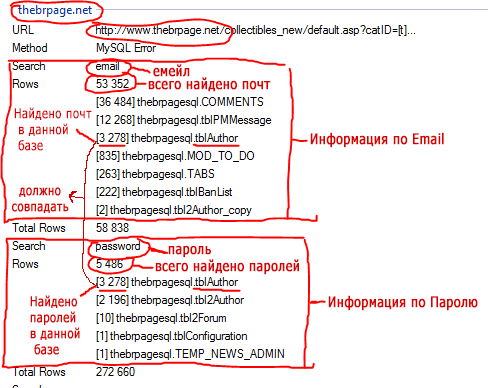 thebrpage.net
URL http://www.thebrpage.net/collectibles_new/default.asp?catID=[t]...
Method MySQL Error
Search email емейл
Rows 53 352 всего найдено почт
[36 484] thebrpagesql.COMMENTS
[12 268] thebrpagesql.tblPMMessage
Найдено почт в данной базе
[3 278] thebrpagesql.tblAuthor
Информация по Email
[835] thebrpagesql.MOD_TO_DO
[263] thebrpagesql.TABS
должно совпадать
[222] thebrpagesql.tblBanList
[2] thebrpagesql.tbl2Author_copy
Total Rows 58 838
Search password пароль
Rows 5 486 всего найдено паролей
[3 278] thebrpagesql.tblAuthor
Найдено паролей в данной базе
[2 196] thebrpagesql.tbl2Author
Информация по Паролю
[10] thebrpagesql.tbl2Forum
[1] thebrpagesql.tblConfiguration
[1] thebrpagesql.TEMP_NEWS_ADMIN
Total Rows 272 660